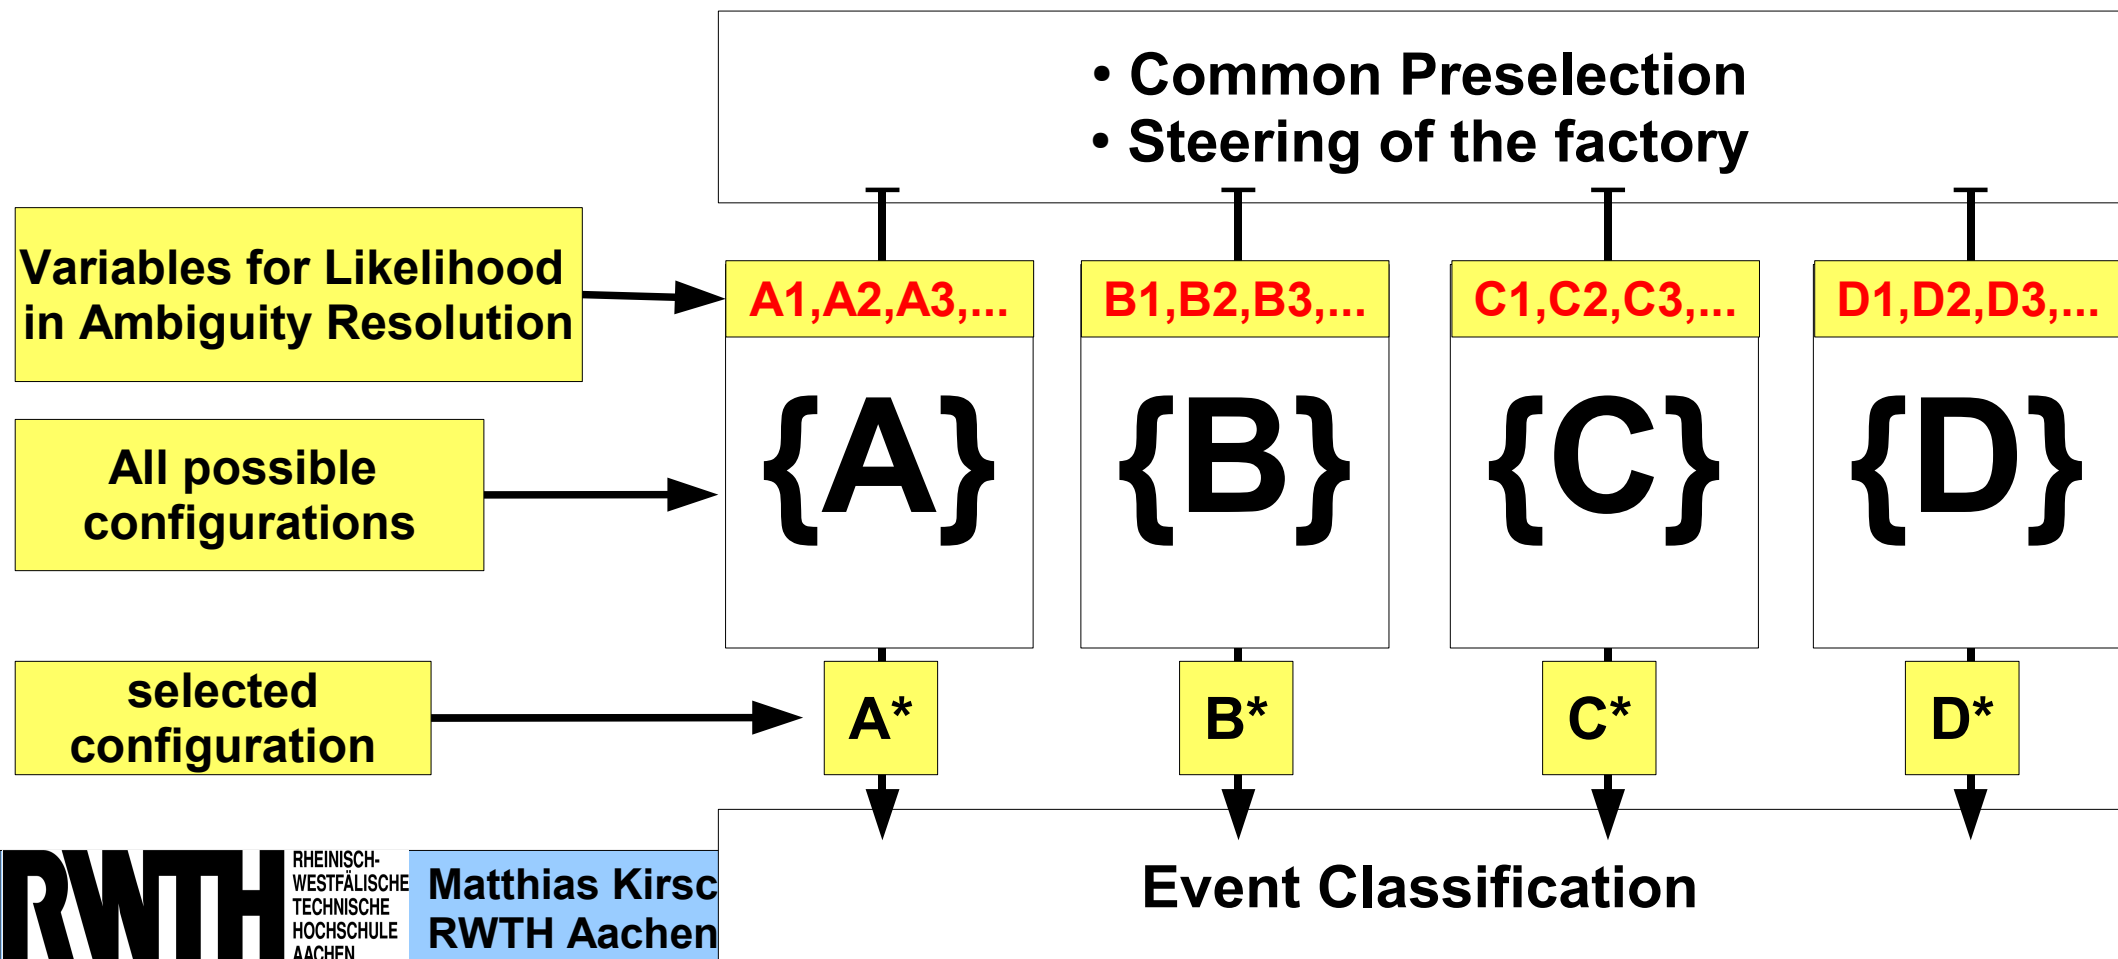 • Common Preselection
• Steering of the factory
Variables for Likelihood
in Ambiguity Resolution
A1,A2,A3,...
B1,B2,B3,...
C1,C2,C3,...
D1,D2,D3,...
All possible
configurations
{A}
{B}
{C}
{D}
selected
configuration
A*
B*
C*
D*
Event Classification
RWTH
RHEINISCH-
WESTFÄLISCHE
TECHNISCHE
HOCHSCHULE
AACHEN
Matthias Kirsc
RWTH Aachen